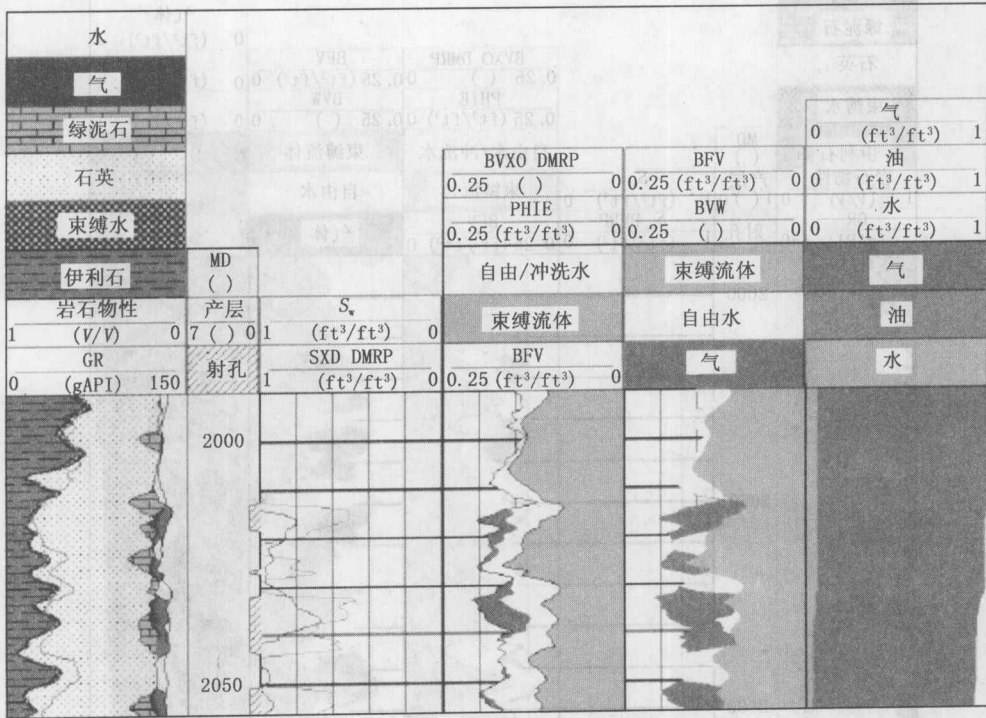 水
气
绿泥石
石英
束缚水
伊利石
岩石物性
1 (V/V) 0
GR
0 (gAPI) 150
MD
( )
产层
7 ( ) 0
射孔
Sw
1 (ft³/ft³) 0
SXD DMRP
1 (ft³/ft³) 0
BVXO DMRP
0.25 ( ) 0
PHIE
0.25 (ft³/ft³) 0
自由/冲洗水
束缚流体
BFV
0.25 (ft³/ft³) 0
BFV
0.25 (ft³/ft³) 0
BVW
0.25 ( ) 0
束缚流体
自由水
气
气
0 (ft³/ft³) 1
油
0 (ft³/ft³) 1
水
0 (ft³/ft³) 1
气
油
水
2000
2050